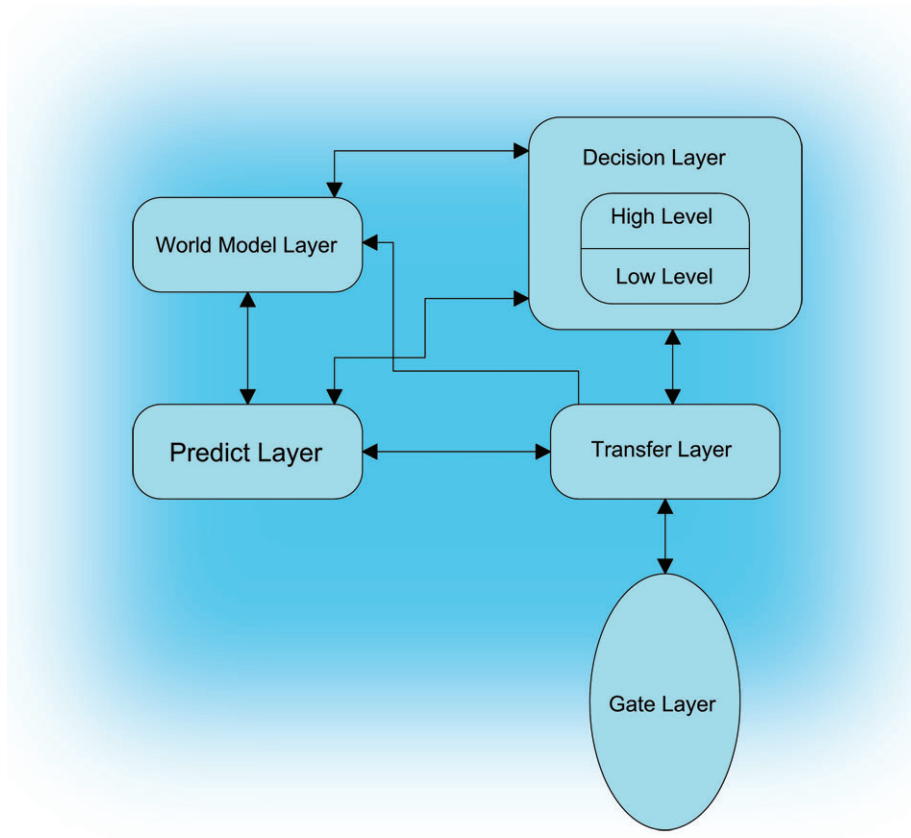 Decision Layer
High Level
World Model Layer
Low Level
Predict Layer
Transfer Layer
Gate Layer